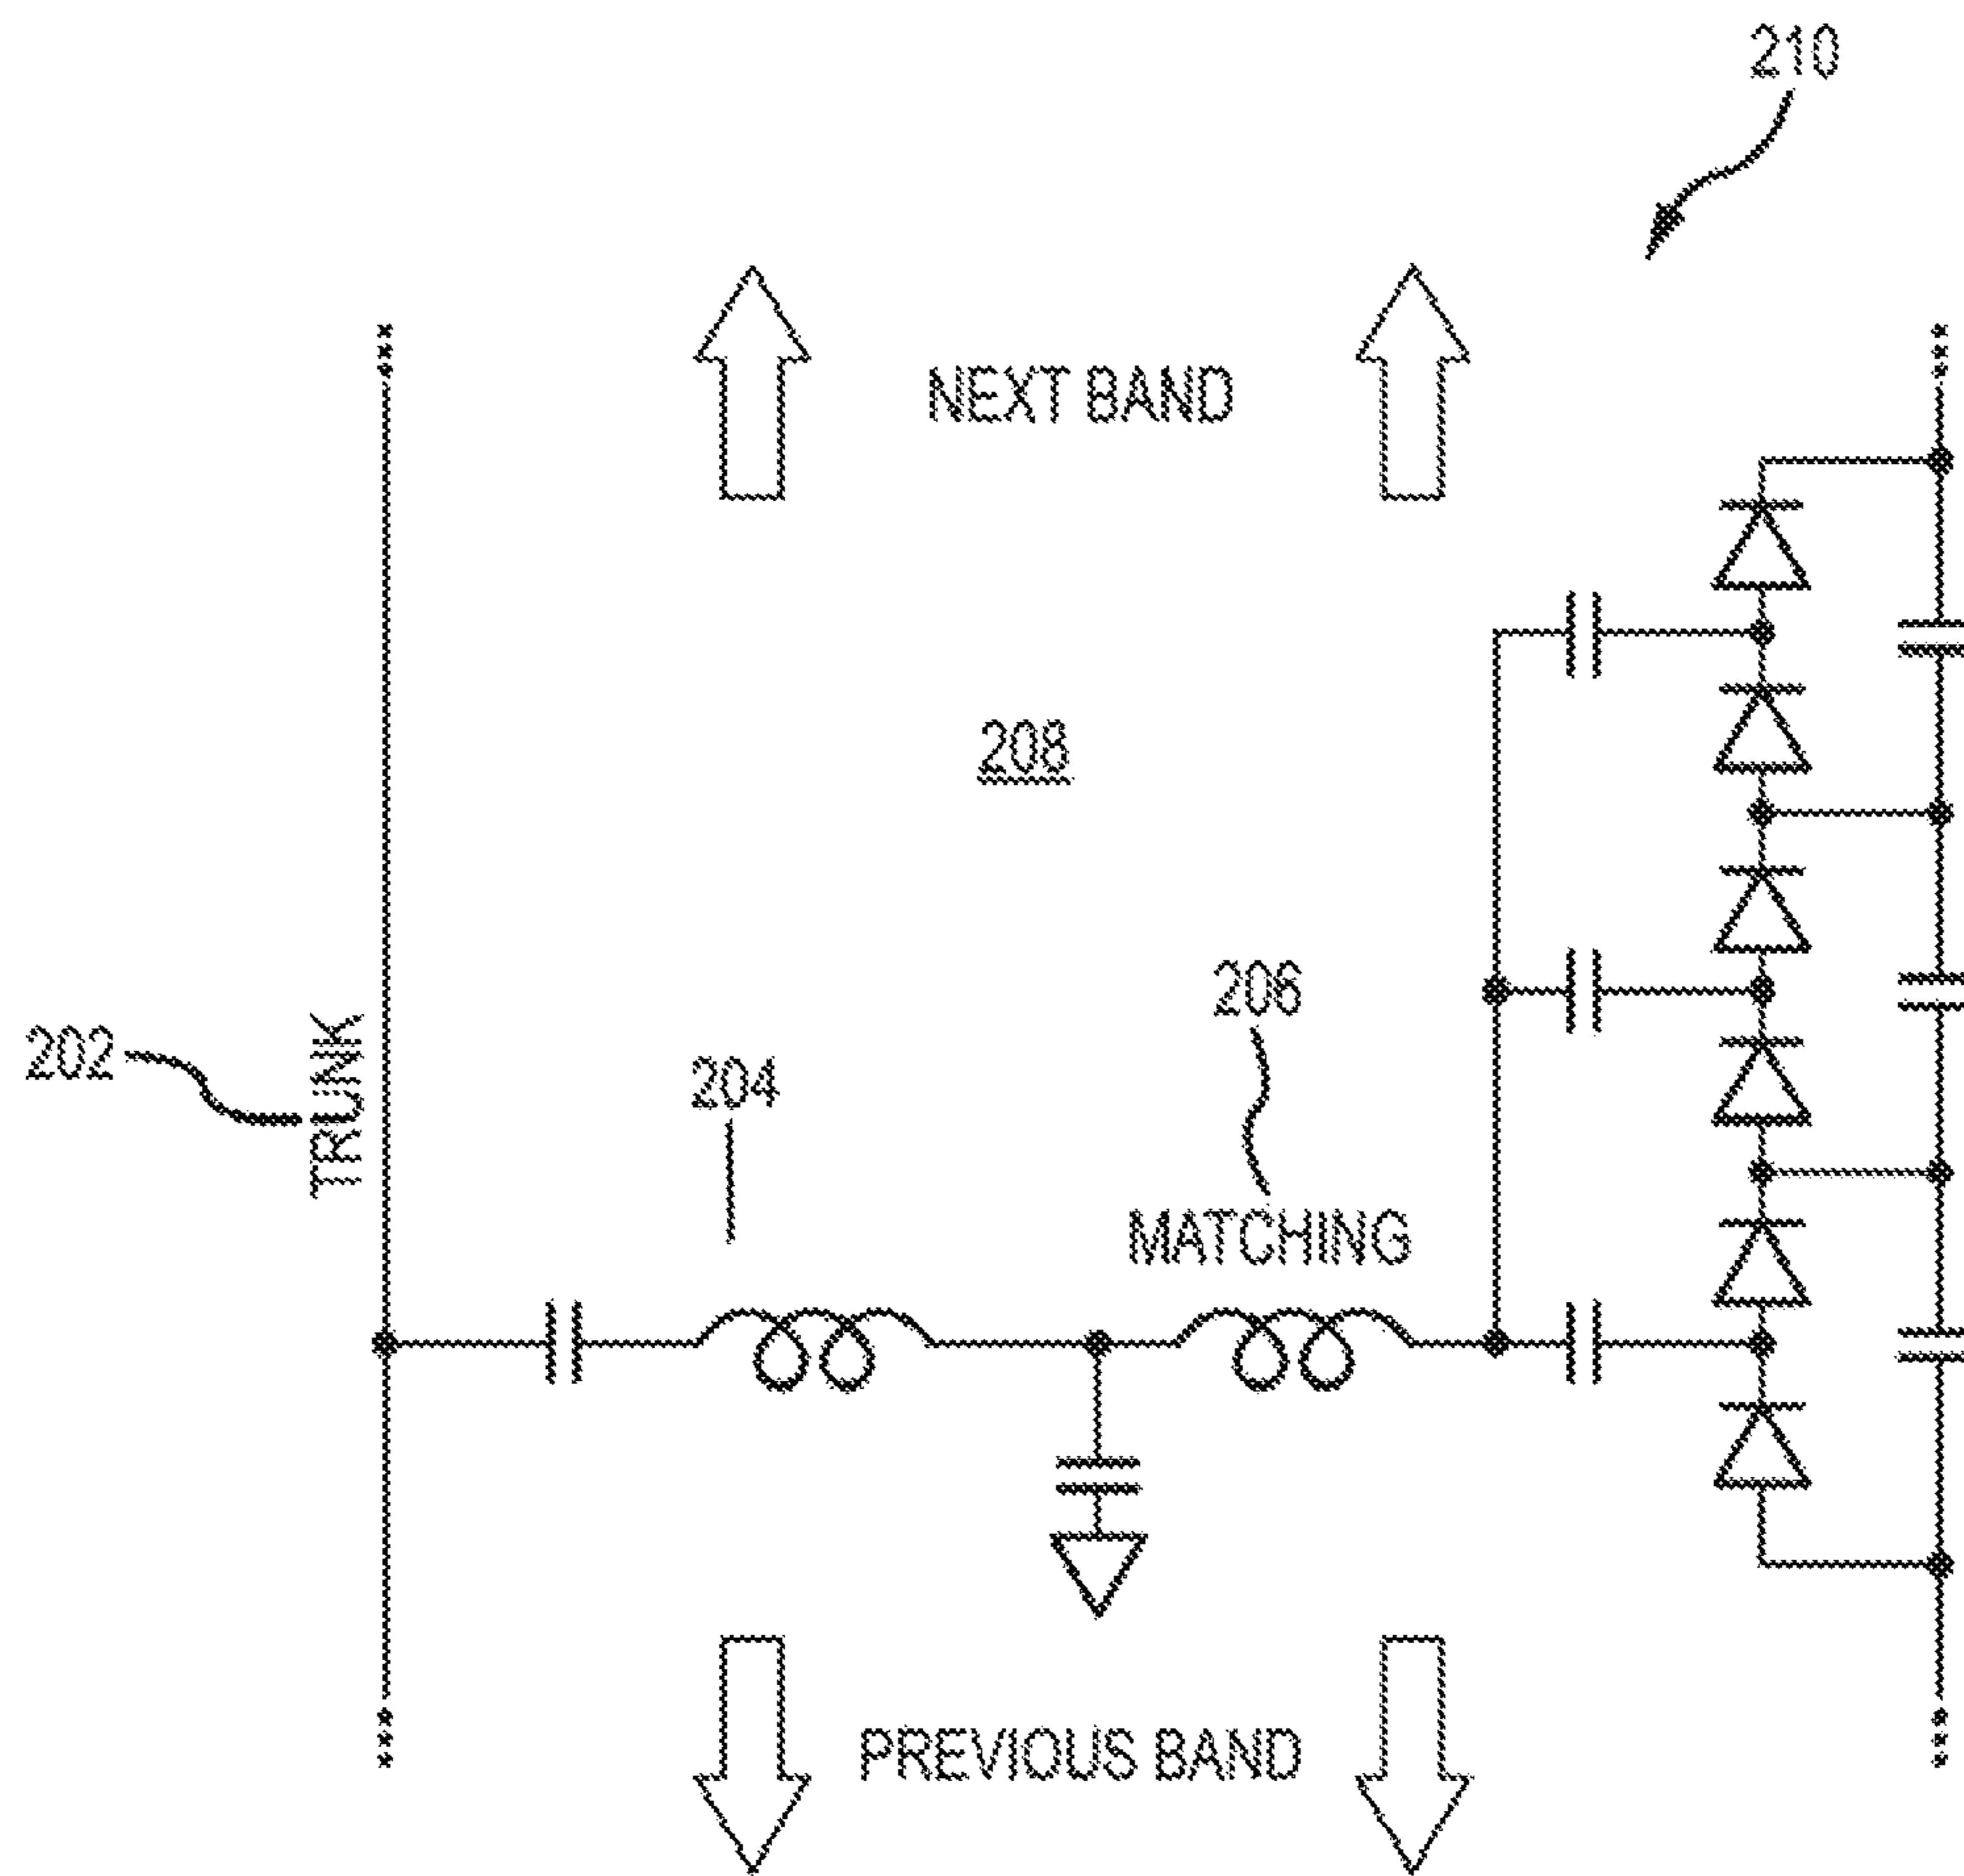 210
NEXT BAND
208
206
202
TRUNK
204
MATCHING
PREVIOUS BAND